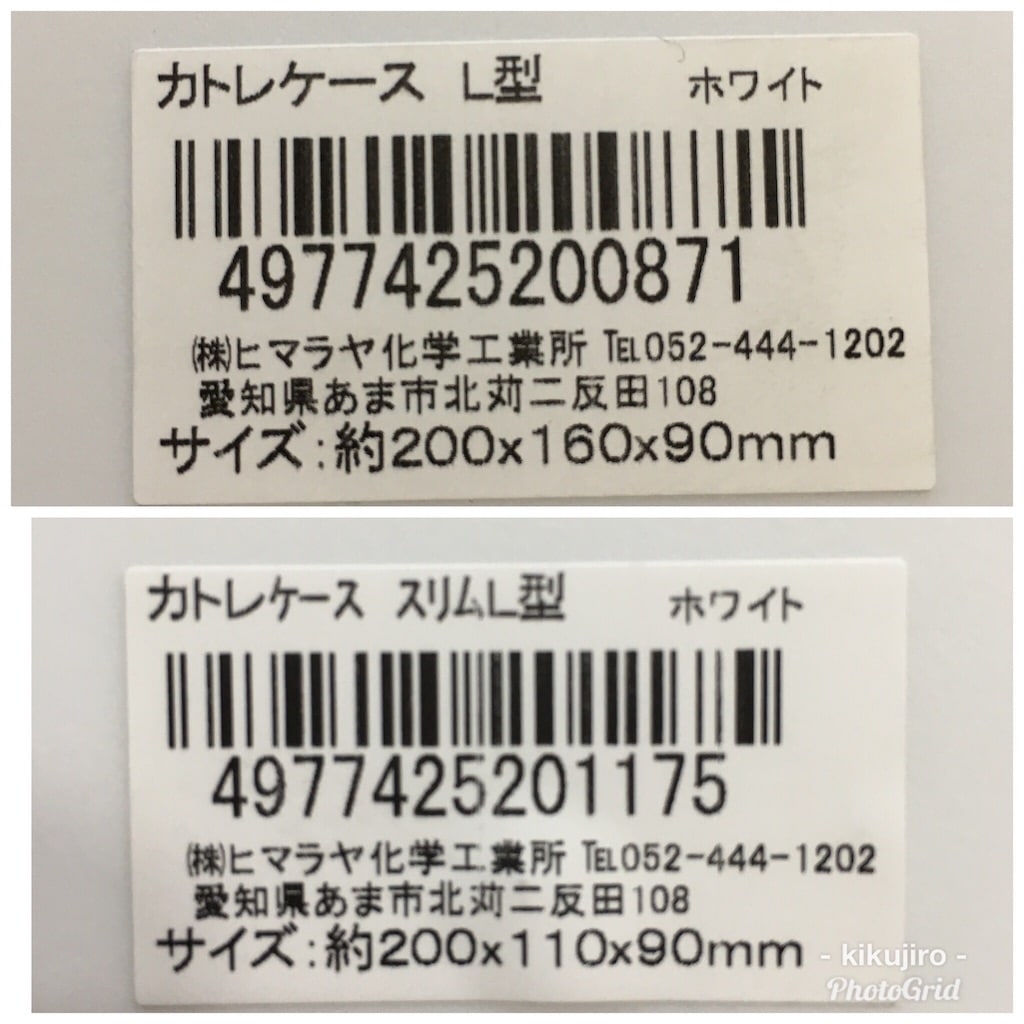 カトレケース L型 ホワイト
4977425200871
㈱ヒマラヤ化学工業所 TEL052-444-1202
愛知県あま市北苅二反田108
サイズ:約200x160x90mm
カトレケース スリムL型 ホワイト
4977425201175
㈱ヒマラヤ化学工業所 TEL052-444-1202
愛知県あま市北苅二反田108
サイズ:約200x110x90mm
- kikujiro -
PhotoGrid